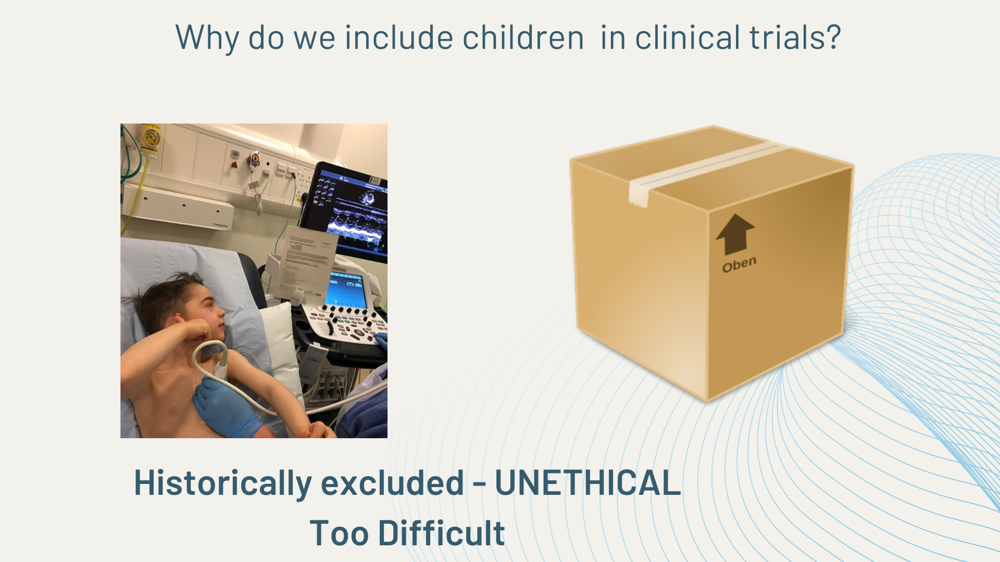 Why do we include children in clinical trials?
Oben
Historically excluded - UNETHICAL
Too Difficult